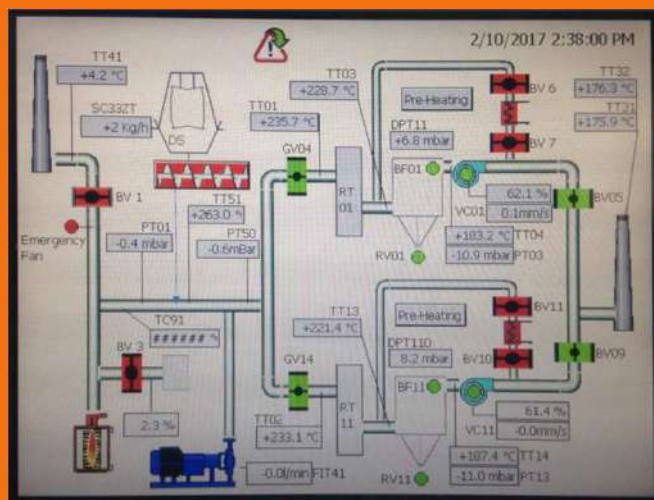 2/10/2017 2:38:00 PM
TT41
+4.2 °C
TT03
+228.7 °C
BV 6
TT32
+176.3 °C
SC33ZT
+2 Kg/h
DS
TT01
+235.7 °C
Pre-Heating
TT31
+175.9 °C
DPT11
+6.8 mbar
BV 7
GV04
BF01
RT
01
62.1 %
BV05
BV 1
TT51
+263.0 °
VC01
0.1mm/s
Emergency
Fan
PT01
-0.4 mbar
PT50
-0.6mBar
+183.2 °C
TT04
RV01
-10.9 mbar
PT03
TC91
###### °
TT13
+221.4 °C
Pre-Heating
BV11
BV 3
GV14
DPT110
8.2 mbar
BV10
BV09
BF11
RT
11
2.3 %
TT02
+233.1 °C
61.4 %
VC11
-0.0mm/s
-0.0l/min
FIT41
+187.4 °C
TT14
RV11
-11.0 mbar
PT13